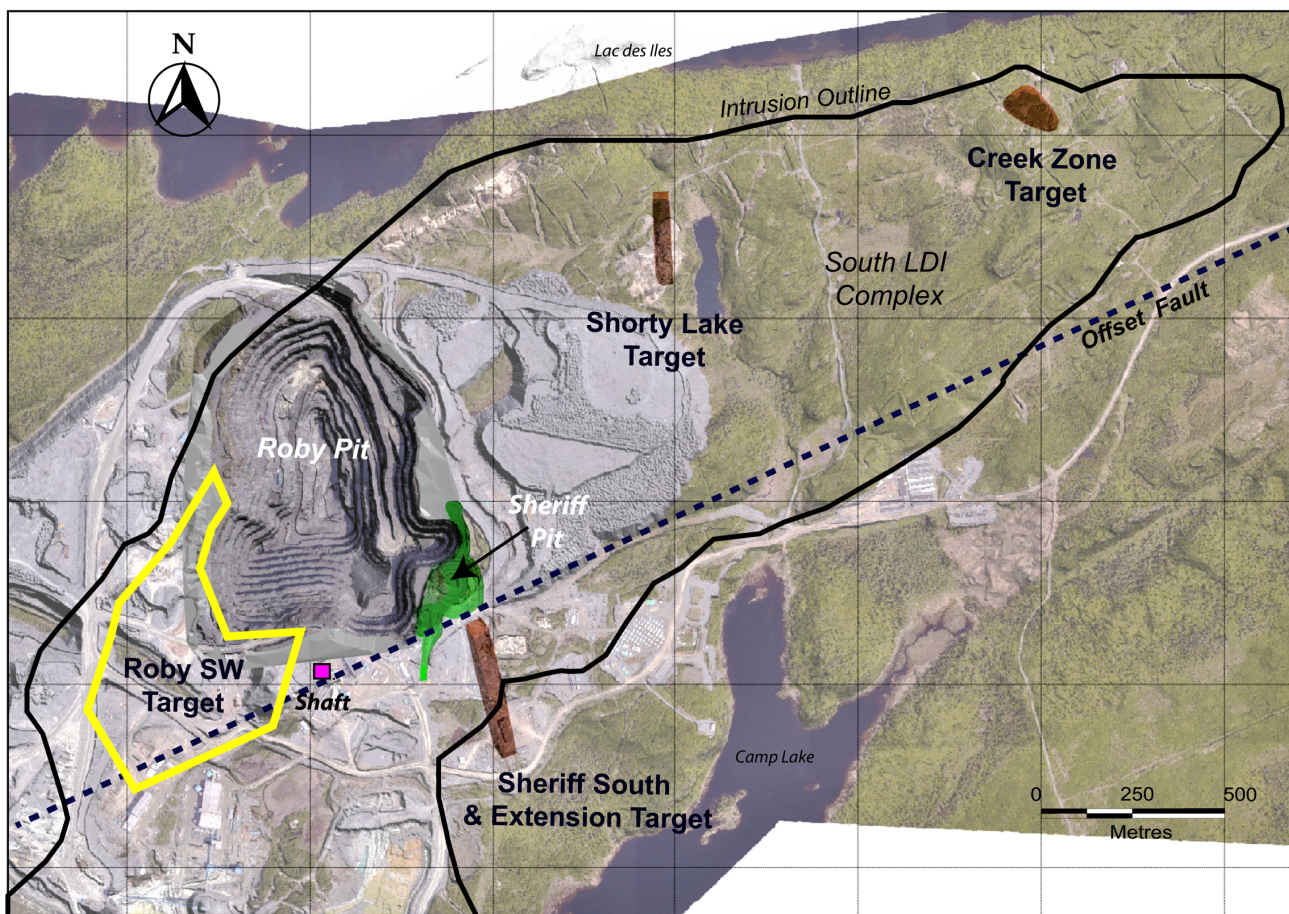 N
Lac des Iles
Intrusion Outline
Creek Zone
Target
South LDI
Complex
Offset Fault
Shorty Lake
Target
Roby Pit
Sheriff
Pit
Roby SW
Target
Shaft
Camp Lake
Sheriff South
& Extension Target
0 250 500
Metres